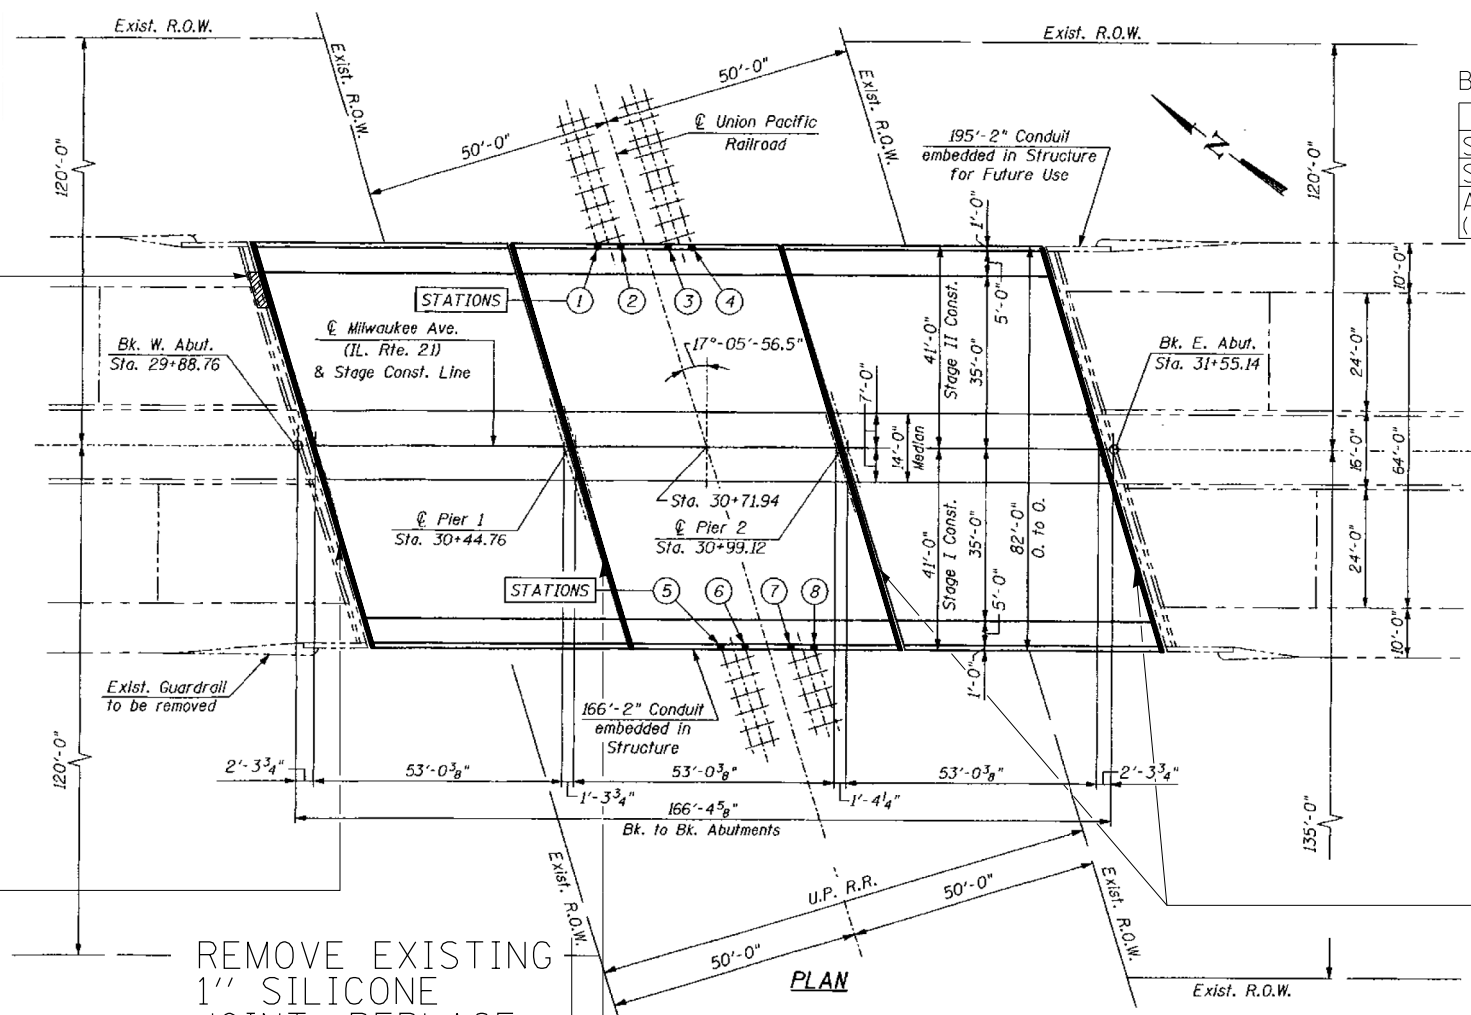 Exist. R.O.W.
Exist. R.O.W.
Exist. R.O.W.
Exist. R.O.W.
50'-0"
50'-0"
℄ Union Pacific
Railroad
195'-2" Conduit
embedded in Structure
for Future Use
N
B
120'-0"
120'-0"
1'-0"
5'-0"
10'-0"
STATIONS
1
2
3
4
℄ Milwaukee Ave.
(IL. Rte. 21)
& Stage Const. Line
17°-05'-56.5"
Bk. W. Abut.
Sta. 29+88.76
Bk. E. Abut.
Sta. 31+55.14
41'-0"
Stage II Const.
35'-0"
7'-0"
14'-0"
Median
24'-0"
15'-0"
64'-0"
24'-0"
10'-0"
Sta. 30+71.94
℄ Pier 1
Sta. 30+44.76
℄ Pier 2
Sta. 30+99.12
41'-0"
Stage I Const.
35'-0"
82'-0"
O. to O.
5'-0"
1'-0"
STATIONS
5
6
7
8
Exist. Guardrail
to be removed
166'-2" Conduit
embedded in
Structure
120'-0"
135'-0"
2'-3¾"
53'-0⅜"
1'-3¾"
53'-0⅜"
1'-4¼"
53'-0⅜"
2'-3¾"
166'-4⅝"
Bk. to Bk. Abutments
Exist. R.O.W.
Exist. R.O.W.
U.P. R.R.
50'-0"
50'-0"
Exist. R.O.W.
PLAN
REMOVE EXISTING
1" SILICONE
JOINT, REPLACE